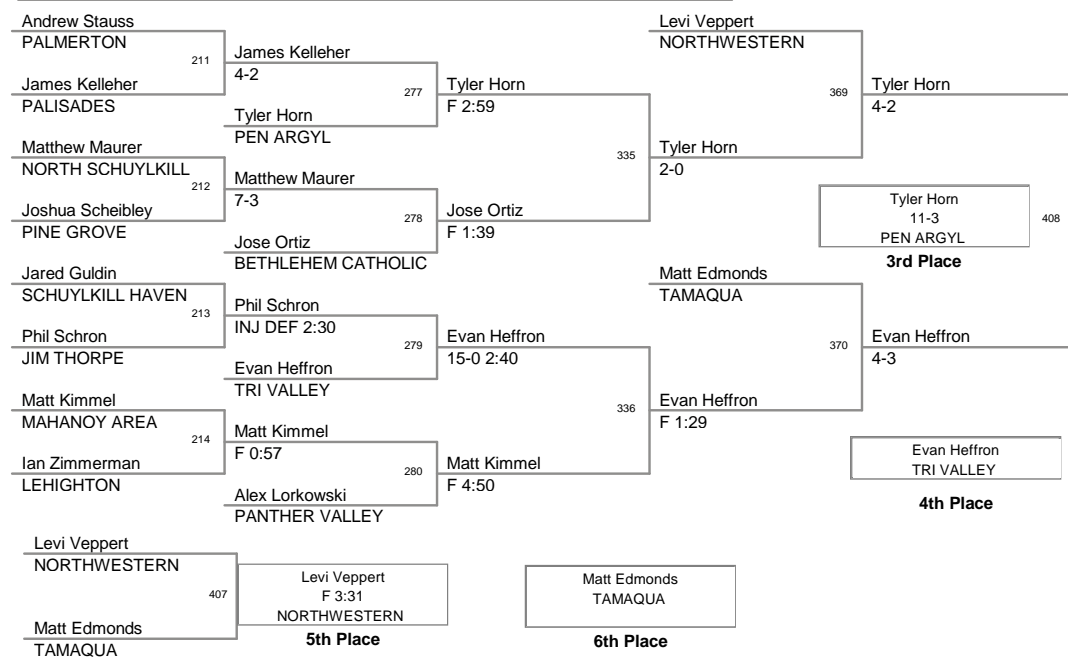 Andrew Stauss
PALMERTON
211
James Kelleher
PALISADES
Matthew Maurer
NORTH SCHUYLKILL
212
Joshua Scheibley
PINE GROVE
Jared Guldin
SCHUYLKILL HAVEN
213
Phil Schron
JIM THORPE
Matt Kimmel
MAHANOY AREA
214
Ian Zimmerman
LEHIGHTON
James Kelleher
4-2
277
Tyler Horn
PEN ARGYL
Matthew Maurer
7-3
278
Jose Ortiz
BETHLEHEM CATHOLIC
Phil Schron
INJ DEF 2:30
279
Evan Heffron
TRI VALLEY
Matt Kimmel
F 0:57
280
Alex Lorkowski
PANTHER VALLEY
Tyler Horn
F 2:59
335
Jose Ortiz
F 1:39
Evan Heffron
15-0 2:40
336
Matt Kimmel
F 4:50
Levi Veppert
NORTHWESTERN
369
Tyler Horn
2-0
Matt Edmonds
TAMAQUA
370
Evan Heffron
F 1:29
Tyler Horn
4-2
Tyler Horn
11-3
PEN ARGYL
408
3rd Place
Evan Heffron
4-3
Evan Heffron
TRI VALLEY
4th Place
Levi Veppert
NORTHWESTERN
407
Matt Edmonds
TAMAQUA
Levi Veppert
F 3:31
NORTHWESTERN
5th Place
Matt Edmonds
TAMAQUA
6th Place